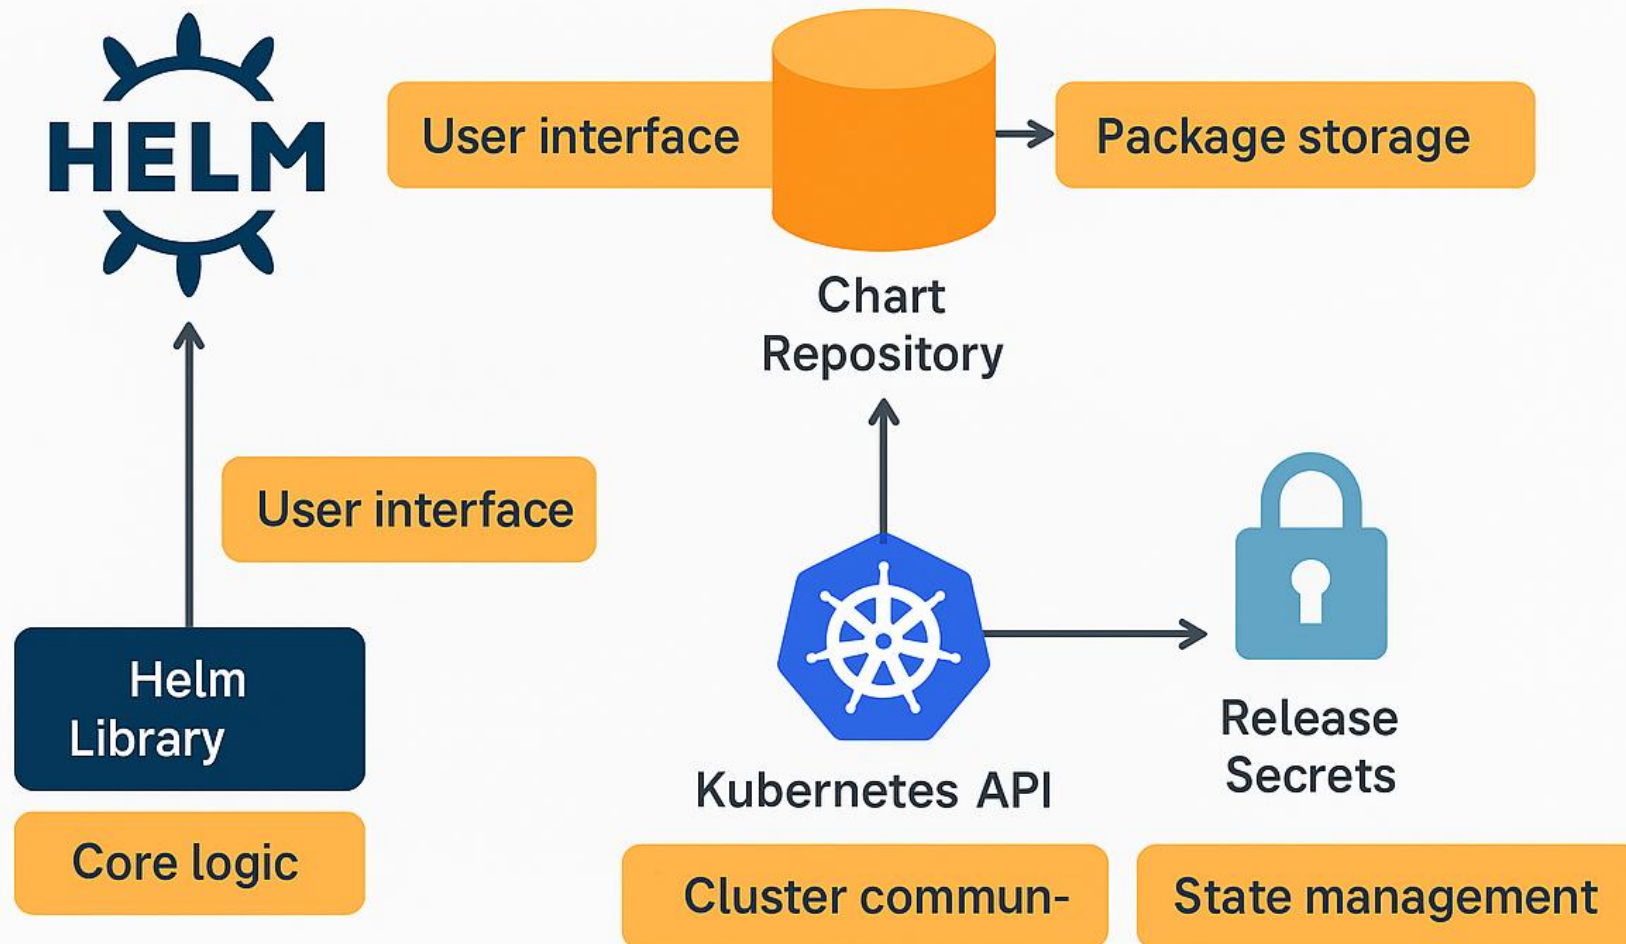 HELM
User interface
Package storage
Chart
Repository
User interface
Helm
Library
Core logic
Kubernetes API
Cluster commun-
Release
Secrets
State management